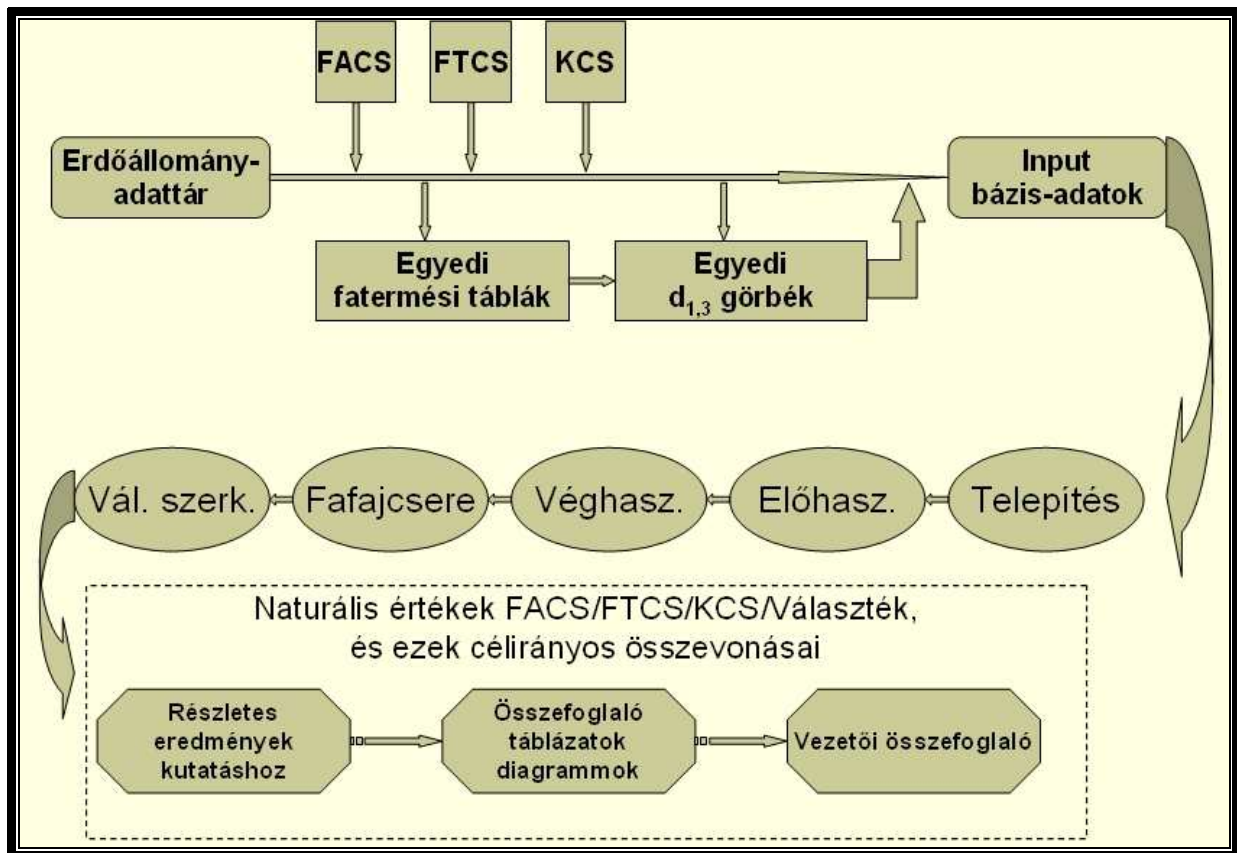 FACS
FTCS
KCS
Erdőállomány-
adattár
Input
bázis-adatok
Egyedi
fatermési táblák
Egyedi
d1,3 görbék
Vál. szerk.
Fafajcsere
Véghasz.
Előhasz.
Telepítés
Naturális értékek FACS/FTCS/KCS/Választék,
és ezek célirányos összevonásai
Részletes
eredmények
kutatáshoz
Összefoglaló
táblázatok
diagrammok
Vezetői összefoglaló